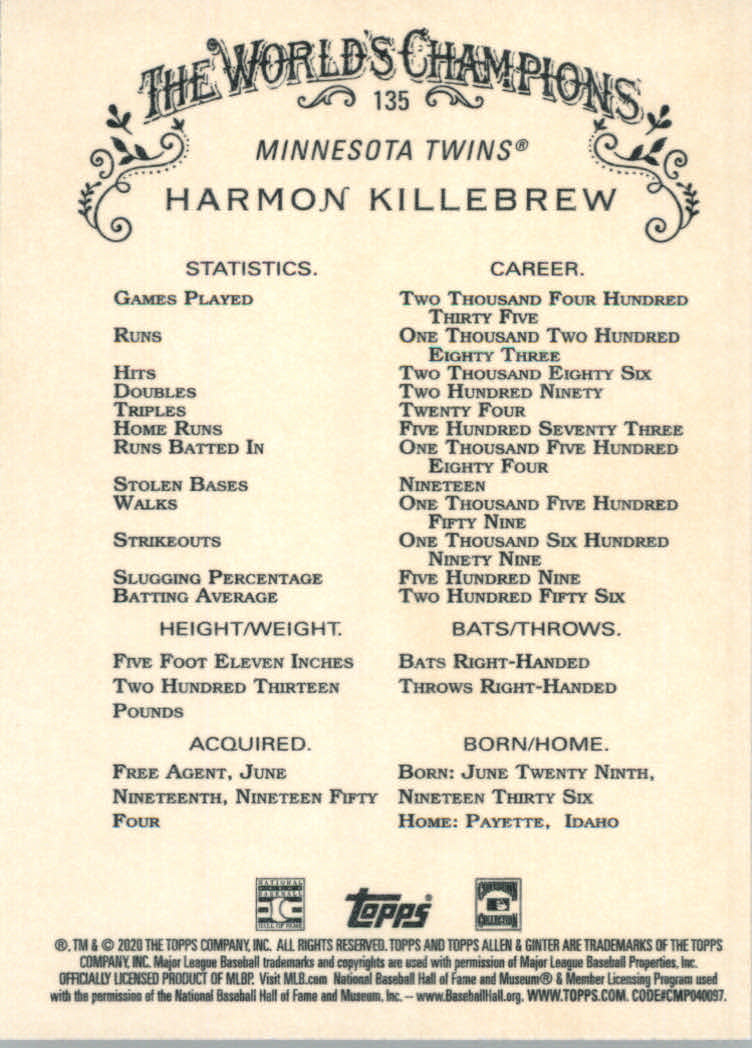 THE WORLD'S CHAMPIONS
135
MINNESOTA TWINS®
HARMON KILLEBREW
STATISTICS. CAREER.
GAMES PLAYED TWO THOUSAND FOUR HUNDRED
THIRTY FIVE
RUNS ONE THOUSAND TWO HUNDRED
EIGHTY THREE
HITS TWO THOUSAND EIGHTY SIX
DOUBLES TWO HUNDRED NINETY
TRIPLES TWENTY FOUR
HOME RUNS FIVE HUNDRED SEVENTY THREE
RUNS BATTED IN ONE THOUSAND FIVE HUNDRED
EIGHTY FOUR
STOLEN BASES NINETEEN
WALKS ONE THOUSAND FIVE HUNDRED
FIFTY NINE
STRIKEOUTS ONE THOUSAND SIX HUNDRED
NINETY NINE
SLUGGING PERCENTAGE FIVE HUNDRED NINE
BATTING AVERAGE TWO HUNDRED FIFTY SIX
HEIGHT/WEIGHT. BATS/THROWS.
FIVE FOOT ELEVEN INCHES BATS RIGHT-HANDED
TWO HUNDRED THIRTEEN THROWS RIGHT-HANDED
POUNDS
ACQUIRED. BORN/HOME.
FREE AGENT, JUNE BORN: JUNE TWENTY NINTH,
NINETEENTH, NINETEEN FIFTY NINETEEN THIRTY SIX
FOUR HOME: PAYETTE, IDAHO
NATIONAL BASEBALL HALL OF FAME Topps COOPERSTOWN COLLECTION
®, TM & © 2020 THE TOPPS COMPANY, INC. ALL RIGHTS RESERVED. TOPPS AND TOPPS ALLEN & GINTER ARE TRADEMARKS OF THE TOPPS
COMPANY, INC. Major League Baseball trademarks and copyrights are used with permission of Major League Baseball Properties, Inc.
OFFICIALLY LICENSED PRODUCT OF MLBP. Visit MLB.com National Baseball Hall of Fame and Museum® & Member Licensing Program used
with the permission of the National Baseball Hall of Fame and Museum, Inc. -- www.BaseballHall.org. WWW.TOPPS.COM. CODE#CMP040097.